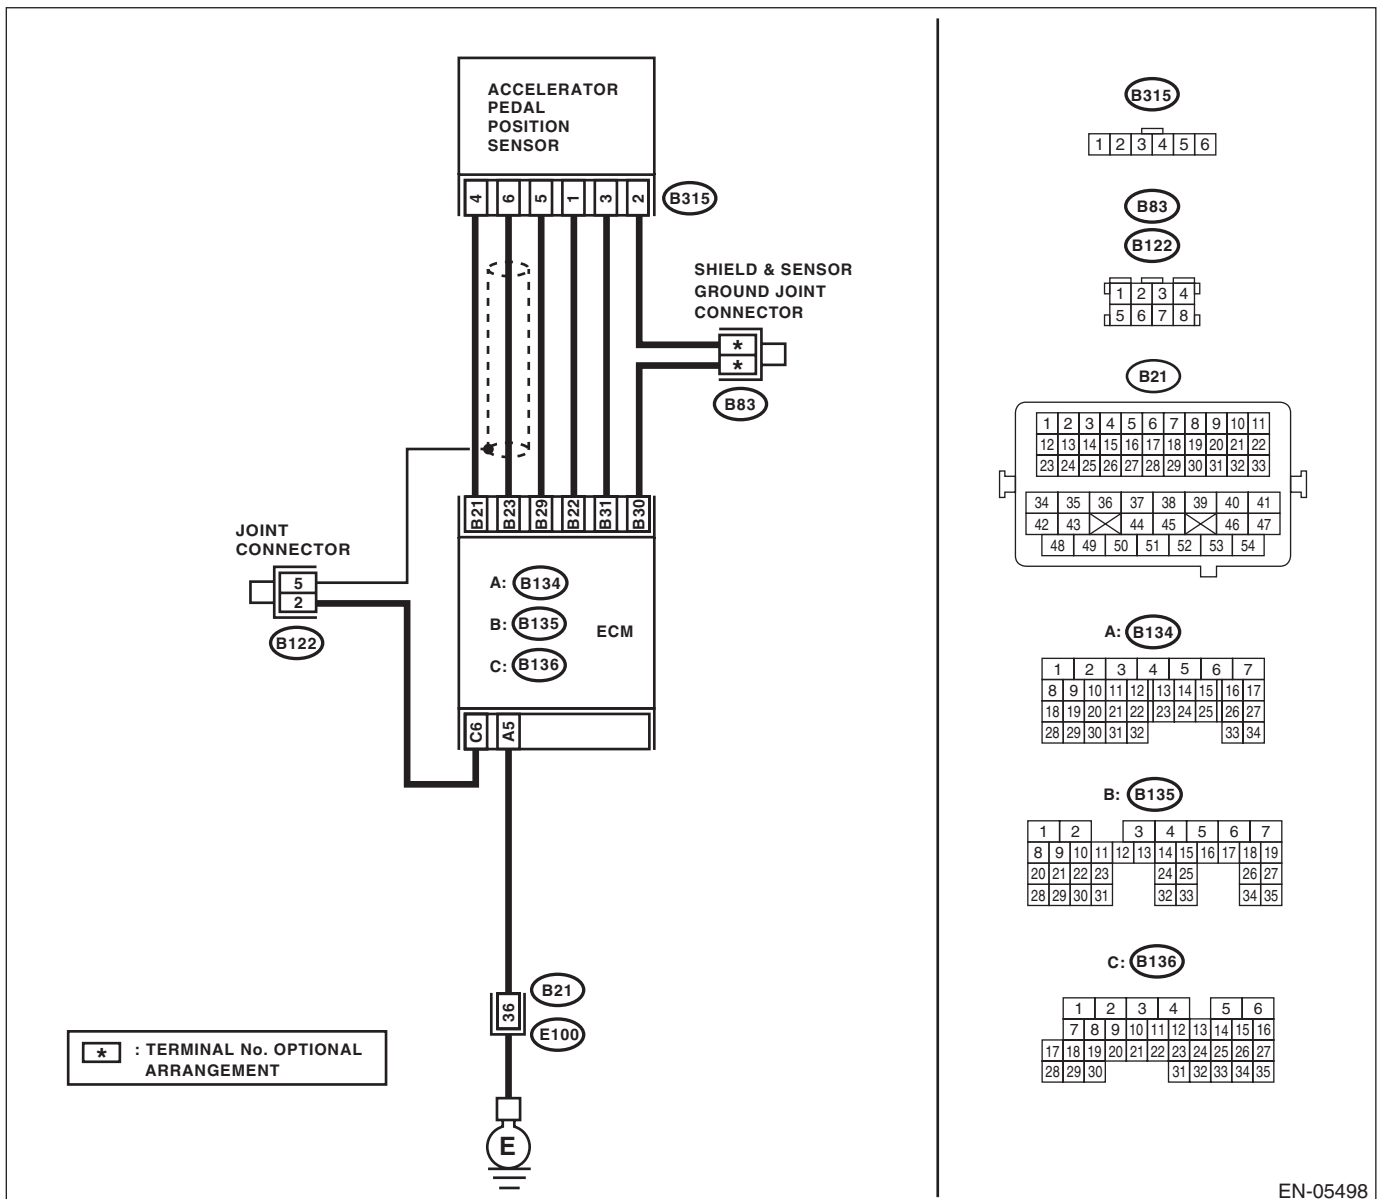 ACCELERATOR
PEDAL
POSITION
SENSOR
4 6 5 1 3 2
B315
SHIELD & SENSOR
GROUND JOINT
CONNECTOR
*
*
B83
B21 B23 B29 B22 B31 B30
JOINT
CONNECTOR
5
2
B122
A: B134
B: B135
C: B136
ECM
C6 A5
B21
36
E100
E
* : TERMINAL No. OPTIONAL
ARRANGEMENT
B315
1 2 3 4 5 6
B83
B122
1 2 3 4
5 6 7 8
B21
1 2 3 4 5 6 7 8 9 10 11
12 13 14 15 16 17 18 19 20 21 22
23 24 25 26 27 28 29 30 31 32 33
34 35 36 37 38 39 40 41
42 43 44 45 46 47
48 49 50 51 52 53 54
A: B134
1 2 3 4 5 6 7
8 9 10 11 12 13 14 15 16 17
18 19 20 21 22 23 24 25 26 27
28 29 30 31 32 33 34
B: B135
1 2 3 4 5 6 7
8 9 10 11 12 13 14 15 16 17 18 19
20 21 22 23 24 25 26 27
28 29 30 31 32 33 34 35
C: B136
1 2 3 4 5 6
7 8 9 10 11 12 13 14 15 16
17 18 19 20 21 22 23 24 25 26 27
28 29 30 31 32 33 34 35
EN-05498